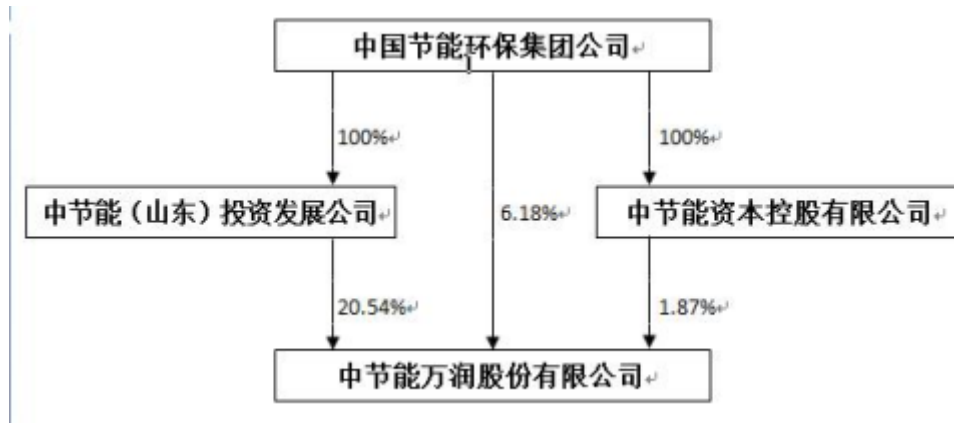 中国节能环保集团公司
100%
100%
中节能（山东）投资发展公司
6.18%
中节能资本控股有限公司
20.54%
1.87%
中节能万润股份有限公司